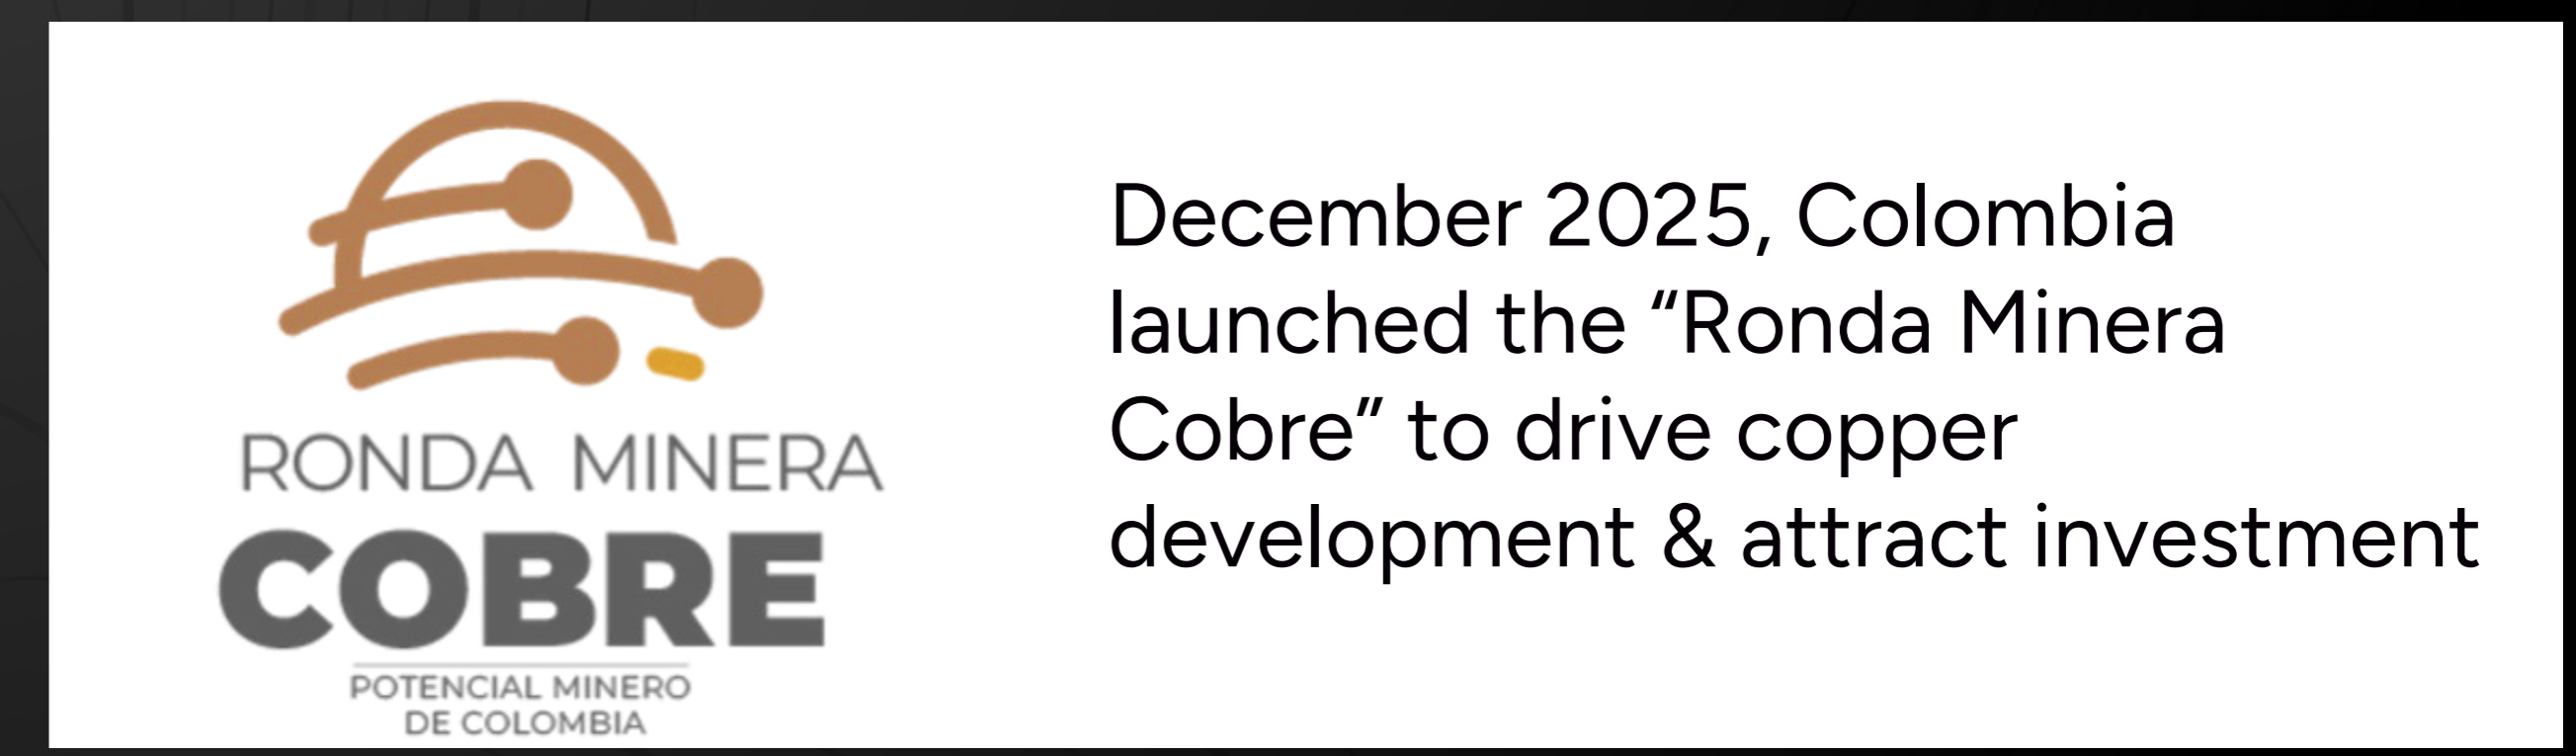 RONDA MINERA
COBRE
POTENCIAL MINERO
DE COLOMBIA
December 2025, Colombia
launched the “Ronda Minera
Cobre” to drive copper
development & attract investment